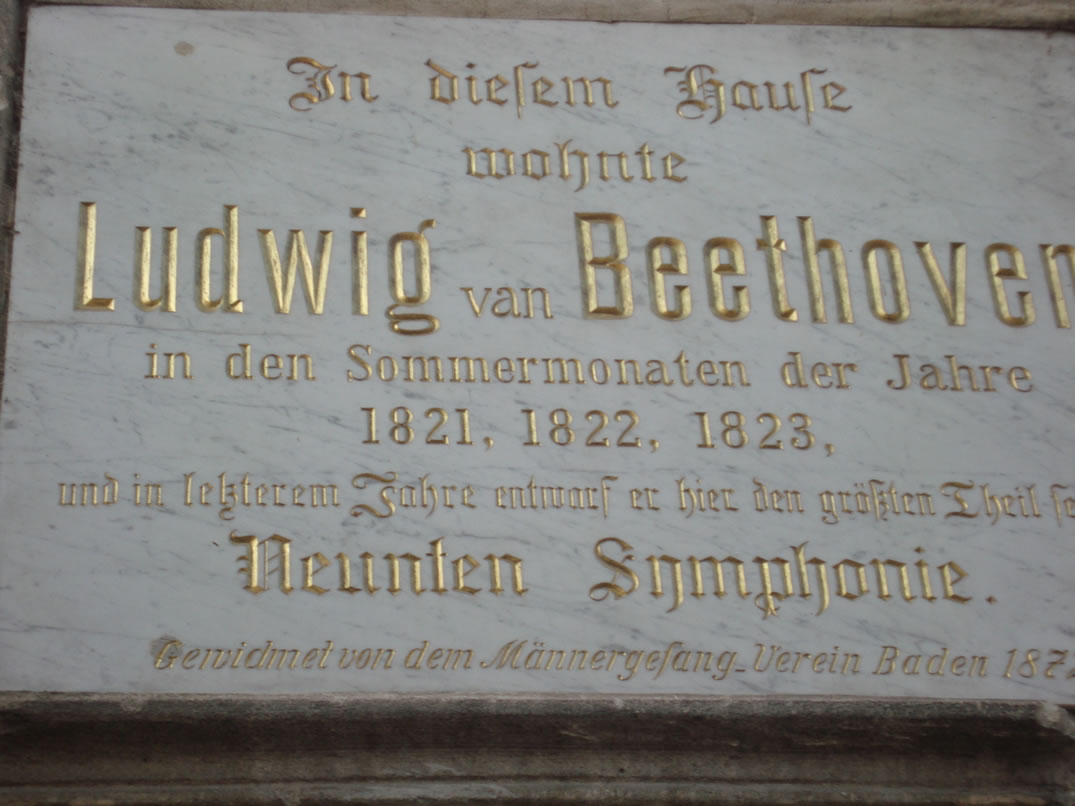 In diesem Hause
wohnte
Ludwig van Beethoven
in den Sommermonaten der Jahre
1821, 1822, 1823,
und in letzterem Jahre entwarf er hier den größten Theil
Neunten Symphonie.
Gewidmet von dem Männergesang-Verein Baden